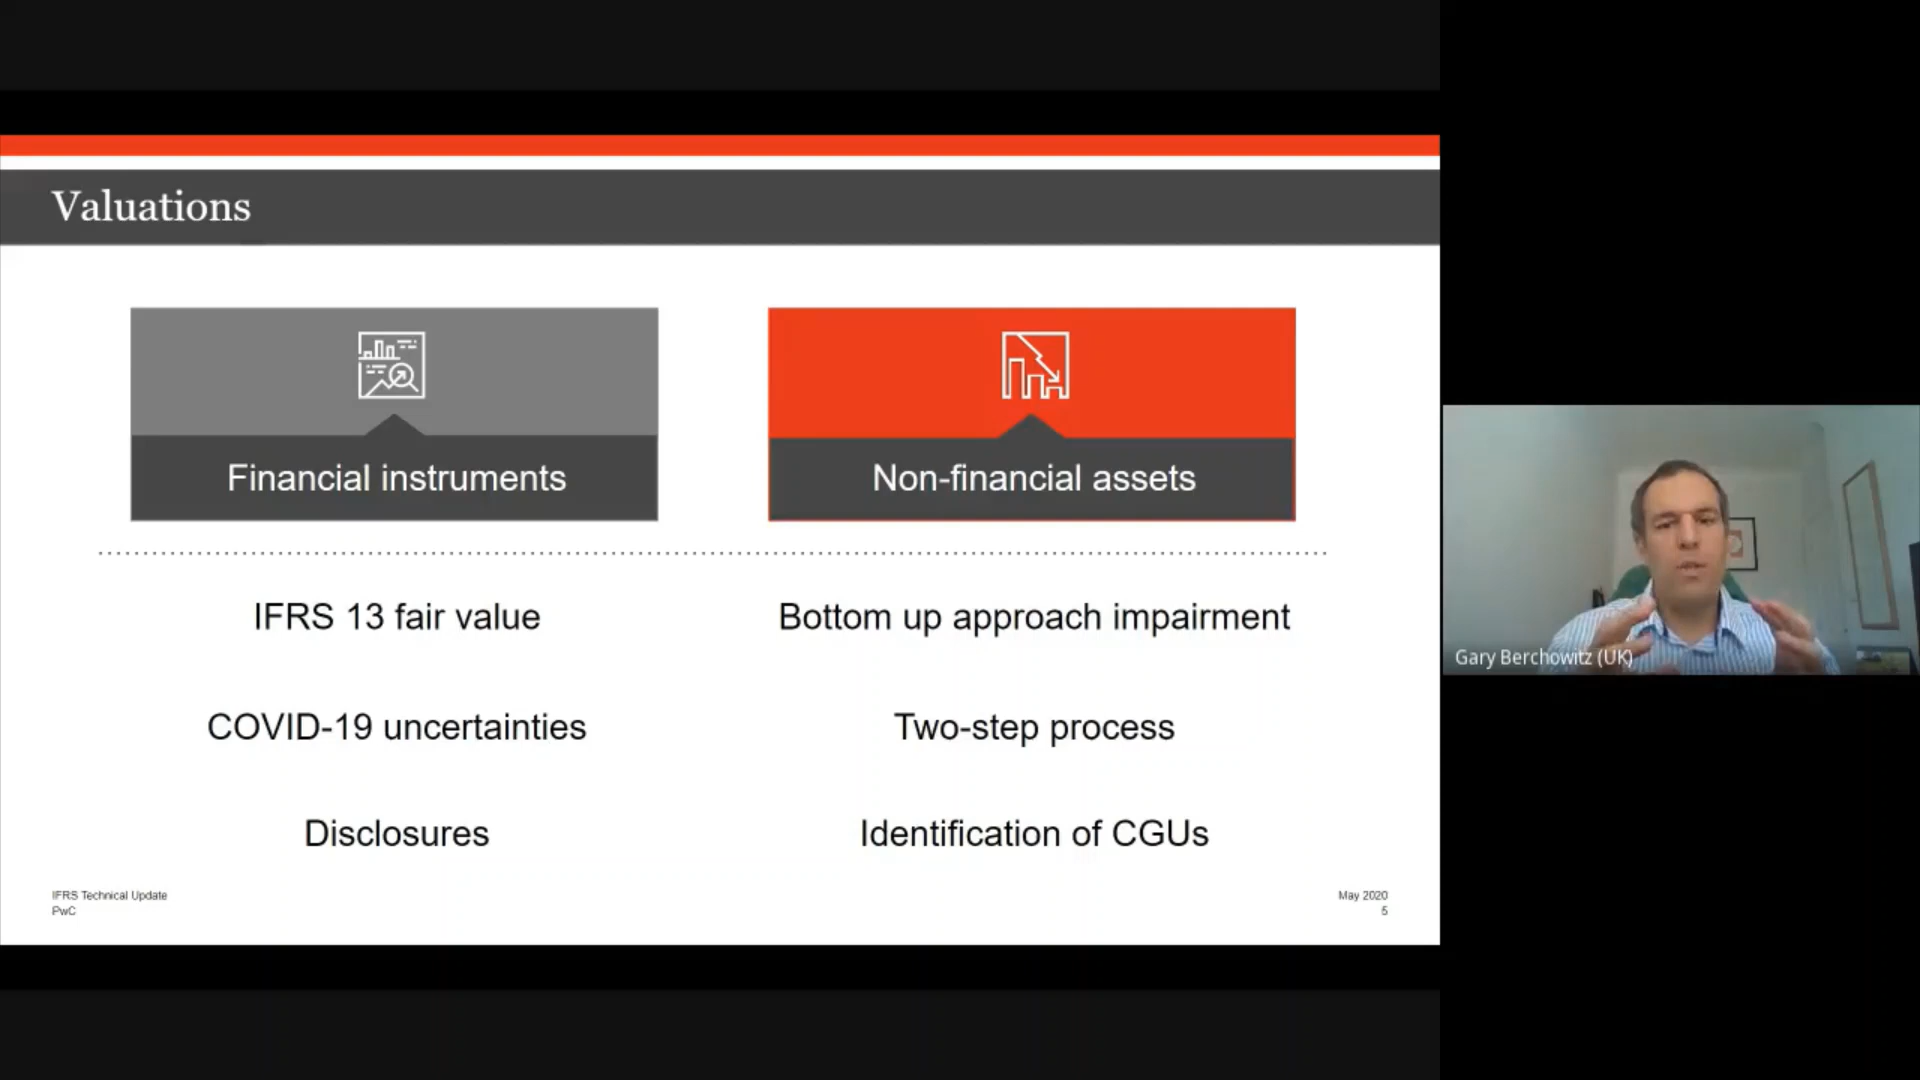 Valuations
Financial instruments
Non-financial assets
IFRS 13 fair value
Bottom up approach impairment
COVID-19 uncertainties
Two-step process
Disclosures
Identification of CGUs
IFRS Technical Update
PwC
May 2020
5
Gary Berchowitz (UK)